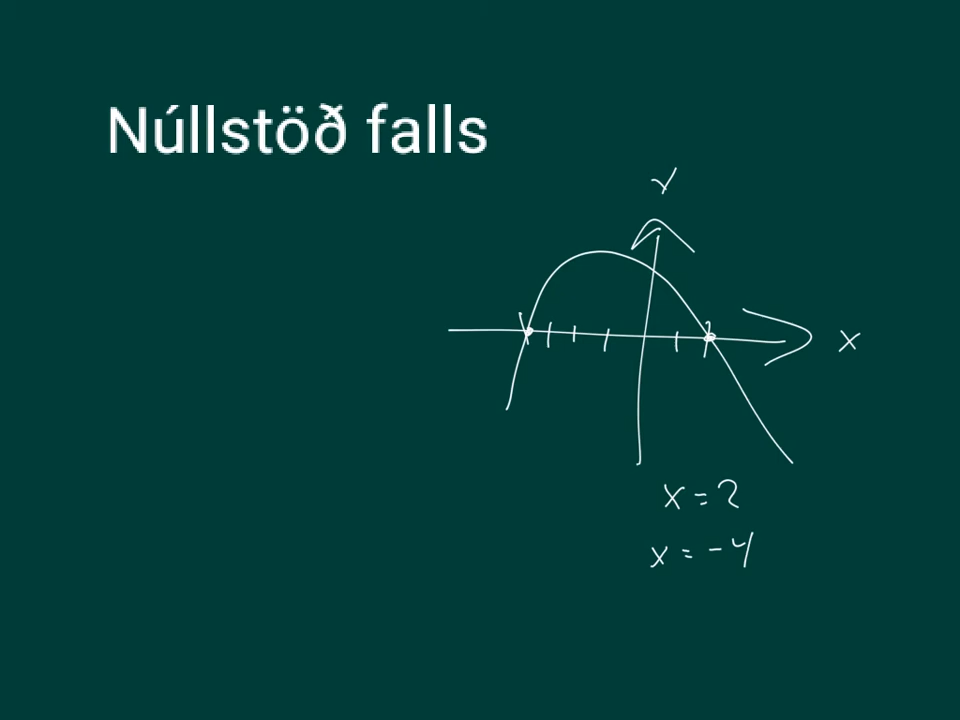 Núllstöð falls
Y
x
x = 2
x = -4